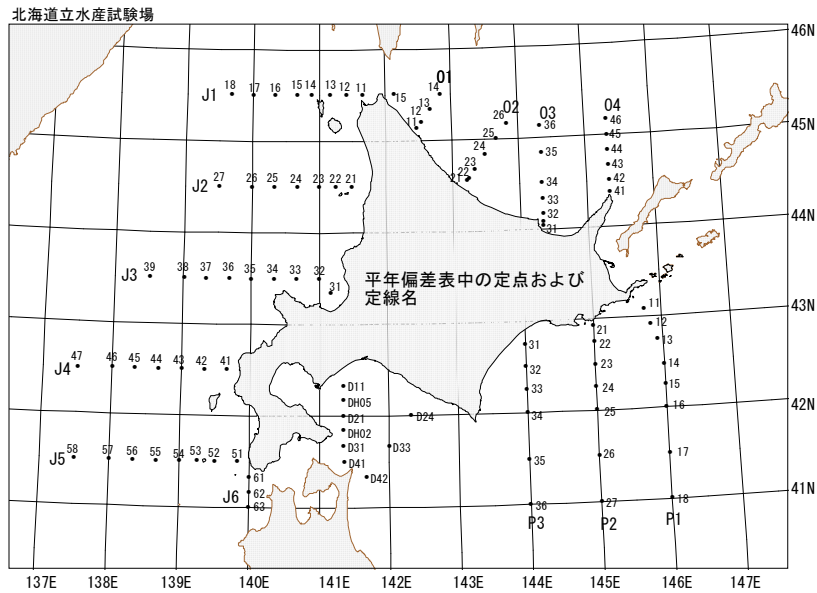 北海道立水産試験場
46N
45N
44N
43N
42N
41N
137E 138E 139E 140E 141E 142E 143E 144E 145E 146E 147E
J1 18 17 16 15 14 13 12 11
J2 27 26 25 24 23 22 21
J3 39 38 37 36 35 34 33 32 31
J4 47 46 45 44 43 42 41
J5 58 57 56 55 54 53 52 51
J6 61 62 63
O1 15 14 13 12 11
O2 26 25 24 23 22 21
O3 36 35 34 33 32 31
O4 46 45 44 43 42 41
平年偏差表中の定点および
定線名
D11
DH05
D21
DH02
D31
D41
D24
D33
D42
31 32 33 34 35 36 P3
21 22 23 24 25 26 27 P2
11 12 13 14 15 16 17 18 P1